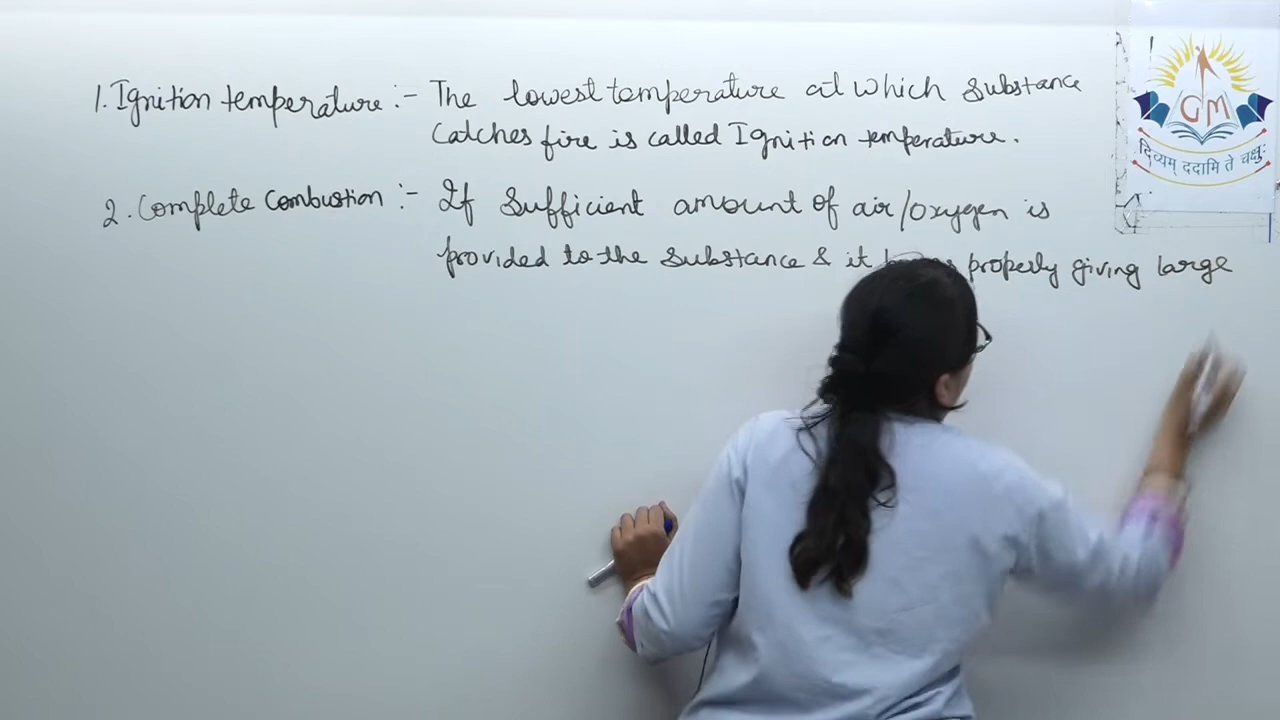 1. Ignition temperature :- The lowest temperature at which substance
catches fire is called Ignition temperature.
2. Complete Combustion :- If Sufficient amount of air/oxygen is
provided to the substance & it properly giving large
GM
दिव्यम् ददामि ते चक्षुः